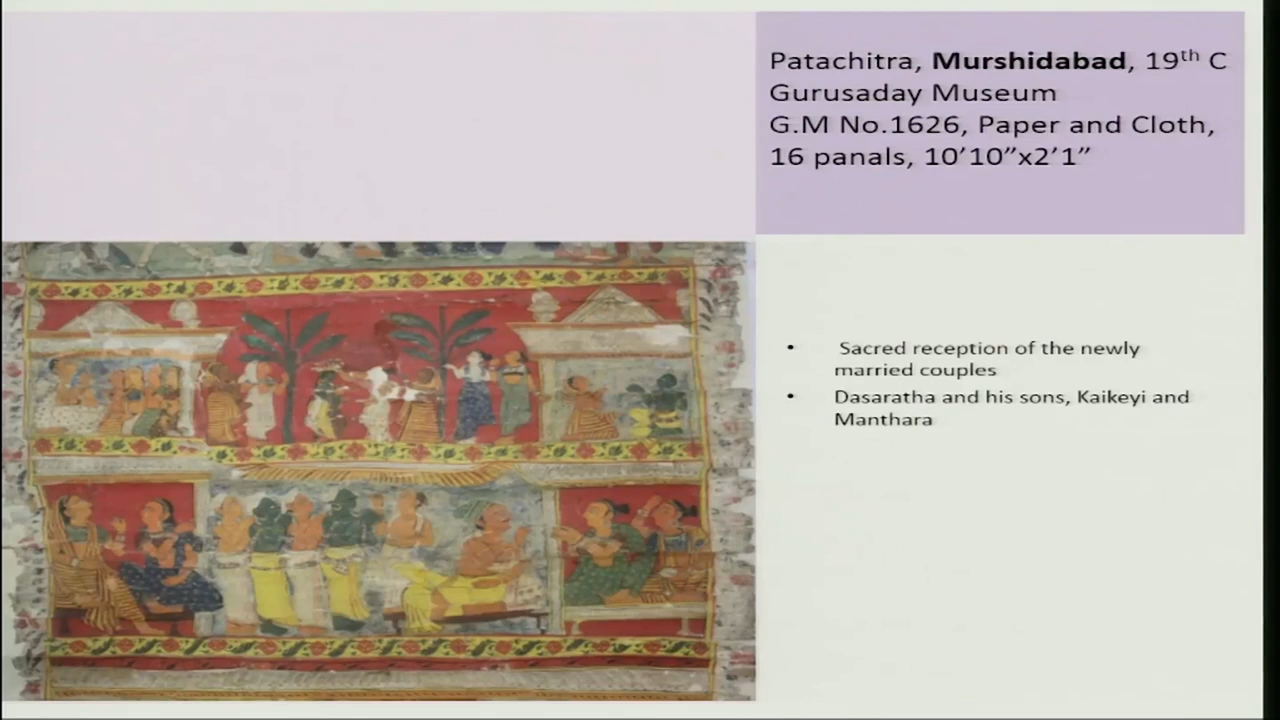 Patachitra, Murshidabad, 19th C
Gurusaday Museum
G.M No.1626, Paper and Cloth,
16 panals, 10’10”x2’1”
• Sacred reception of the newly
married couples
• Dasaratha and his sons, Kaikeyi and
Manthara